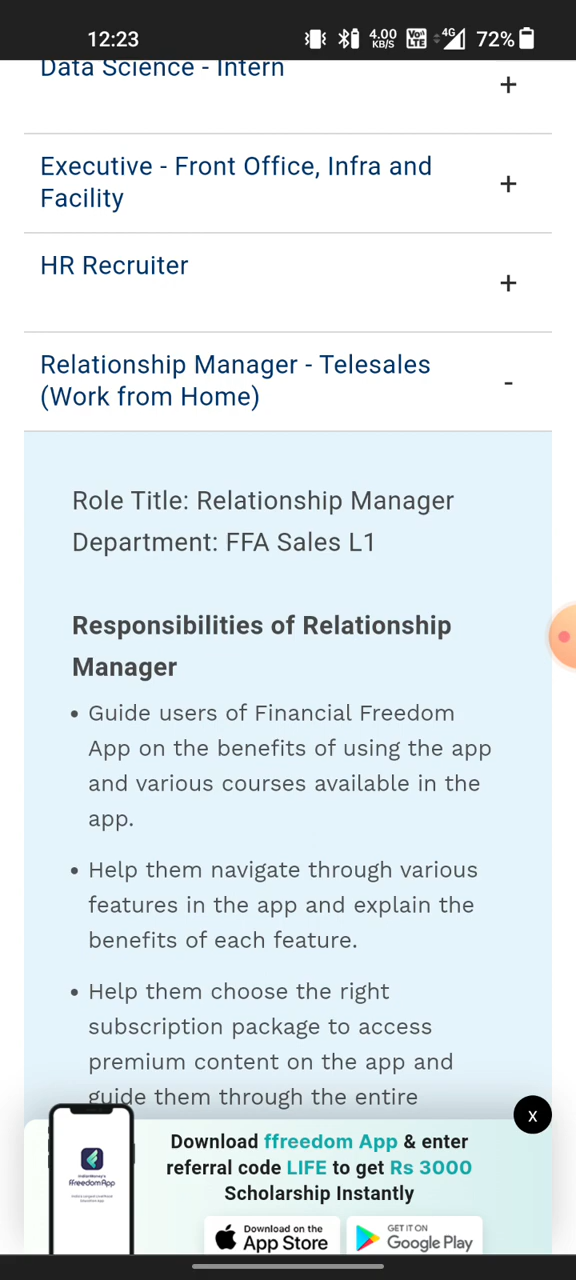 12:23 4.00 KB/S Vo) LTE 4G 72%
Data Science - Intern
+
Executive - Front Office, Infra and
Facility
+
HR Recruiter
+
Relationship Manager - Telesales
(Work from Home)
-
Role Title: Relationship Manager
Department: FFA Sales L1
Responsibilities of Relationship
Manager
• Guide users of Financial Freedom
App on the benefits of using the app
and various courses available in the
app.
• Help them navigate through various
features in the app and explain the
benefits of each feature.
• Help them choose the right
subscription package to access
premium content on the app and
guide them through the entire
x
Download ffreedom App & enter
referral code LIFE to get Rs 3000
Scholarship Instantly
ffreedom App
Download on the
App Store
GET IT ON
Google Play